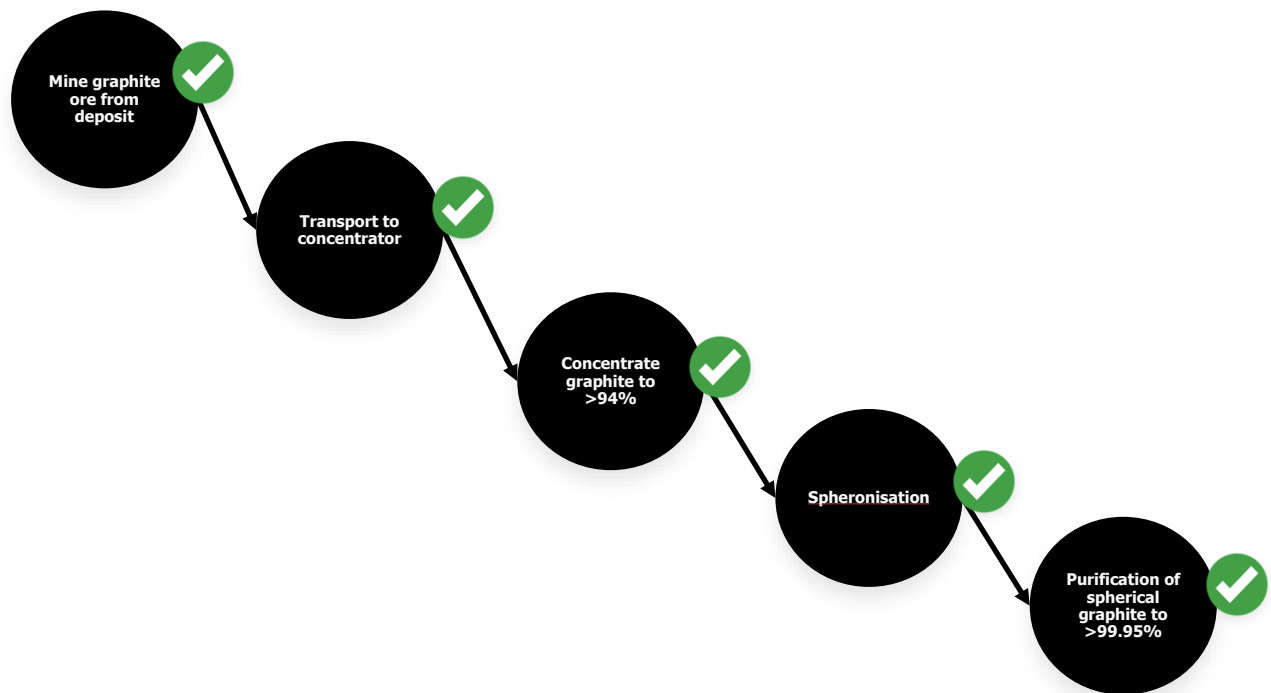 Mine graphite
ore from
deposit
Transport to
concentrator
Concentrate
graphite to
>94%
Spheronisation
Purification of
spherical
graphite to
>99.95%